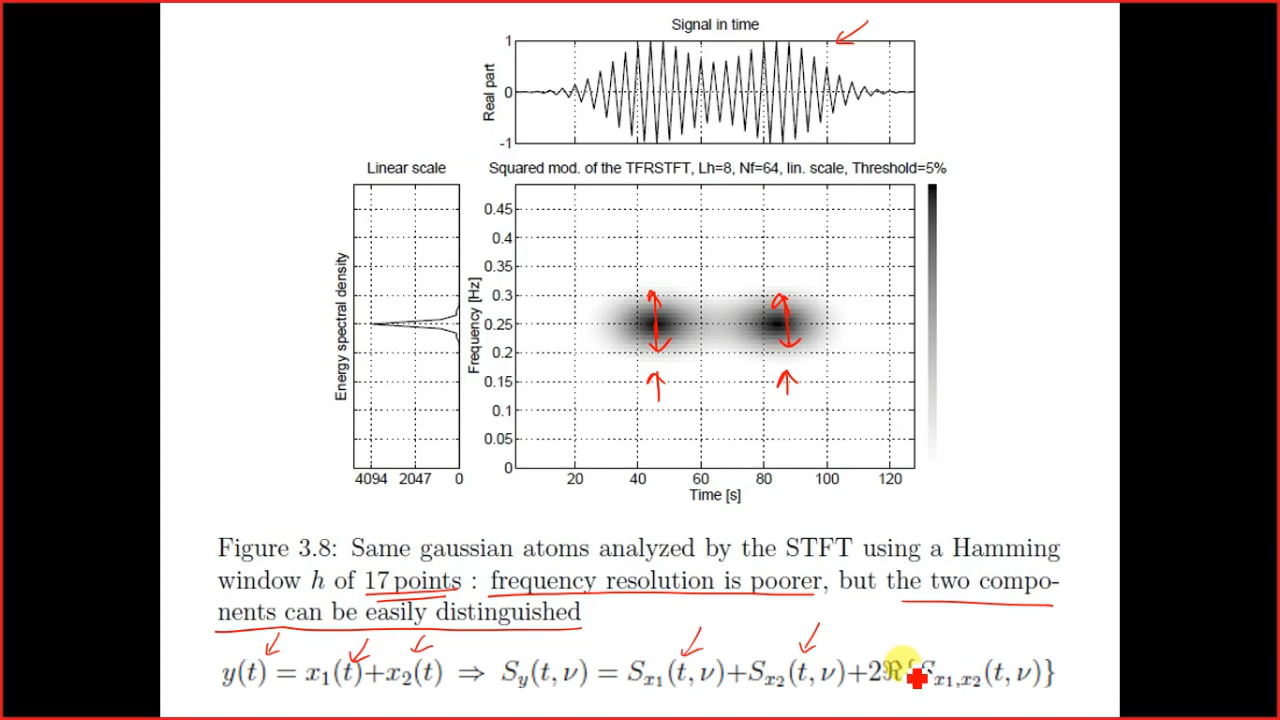 Signal in time
Real part
1
0
-1
Linear scale
Squared mod. of the TFRSTFT, Lh=8, Nf=64, lin. scale, Threshold=5%
Energy spectral density
4094 2047 0
Frequency [Hz]
0.45
0.4
0.35
0.3
0.25
0.2
0.15
0.1
0.05
0
20 40 60 80 100 120
Time [s]
Figure 3.8: Same gaussian atoms analyzed by the STFT using a Hamming
window h of 17 points : frequency resolution is poorer, but the two compo-
nents can be easily distinguished
y(t) = x₁(t)+x₂(t) ⇒ Sy(t, ν) = Sx₁(t, ν)+Sx₂(t, ν)+2ℜ{Sx₁,x₂(t, ν)}